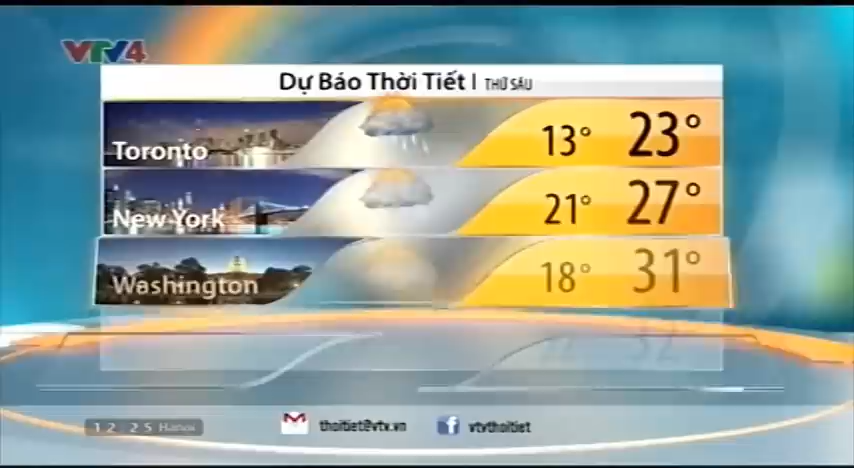 VTV4
Dự Báo Thời Tiết | THỨ SÁU
Toronto 13° 23°
New York 21° 27°
Washington 18° 31°
32°
12:25 Hanoi thoitiet@vtv.vn vtvthoitiet